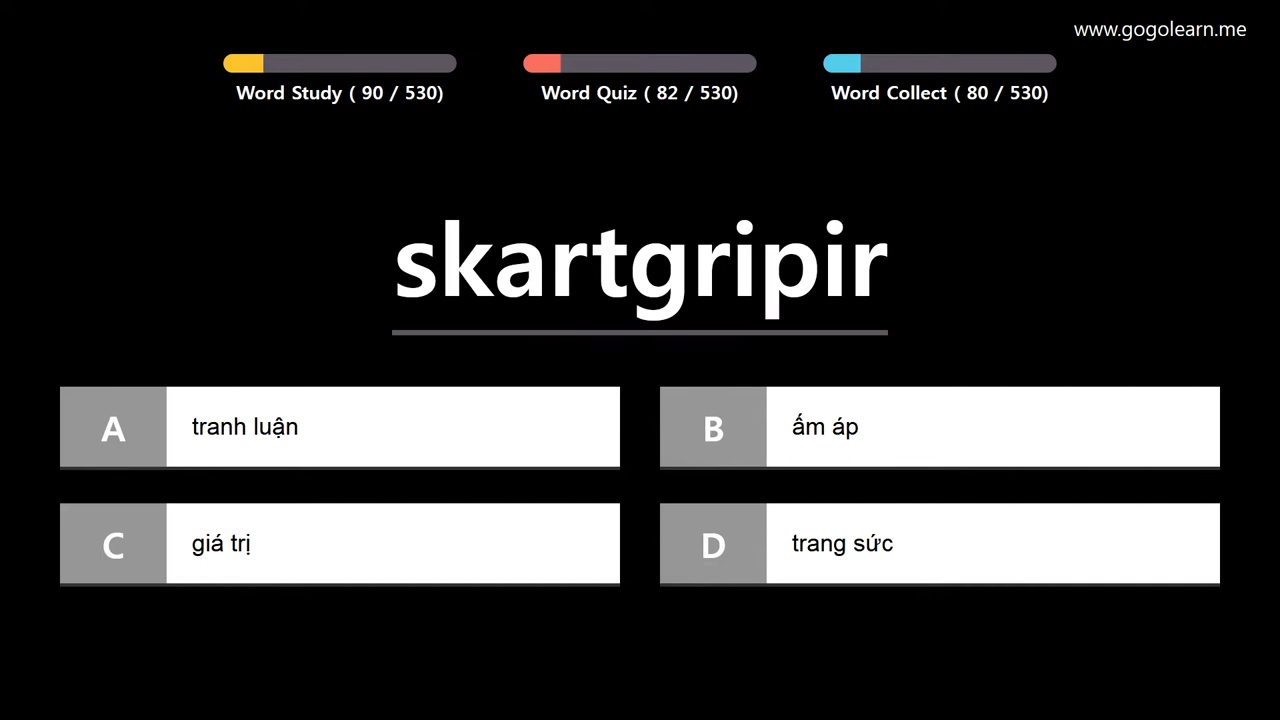 www.gogolearn.me
Word Study ( 90 / 530)
Word Quiz ( 82 / 530)
Word Collect ( 80 / 530)
skartgripir
A
tranh luận
B
ấm áp
C
giá trị
D
trang sức